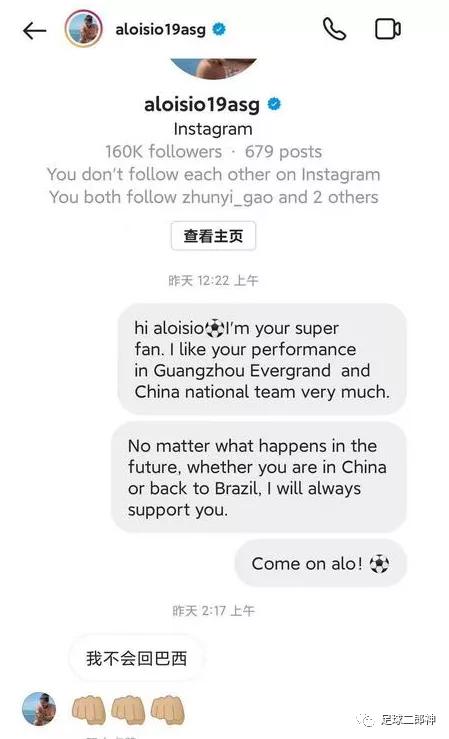 aloisio19asg
aloisio19asg
Instagram
160K followers · 679 posts
You don't follow each other on Instagram
You both follow zhunyi_gao and 2 others
查看主页
昨天 12:22 上午
hi aloisio⚽I'm your super
fan. I like your performance
in Guangzhou Evergrand and
China national team very much.
No matter what happens in the
future, whether you are in China
or back to Brazil, I will always
support you.
Come on alo! ⚽
昨天 2:17 上午
我不会回巴西
👊🏼👊🏼👊🏼
足球二郎神